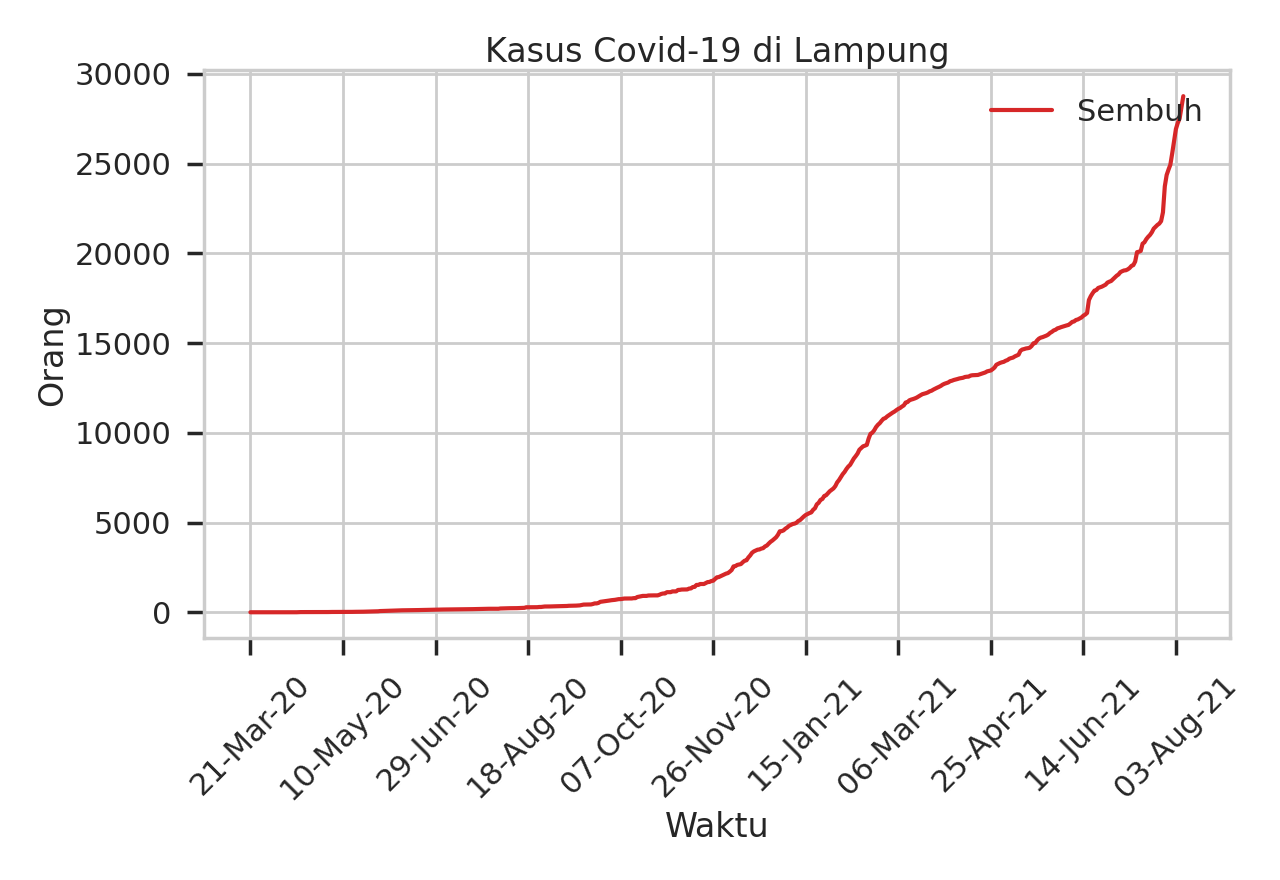 Kasus Covid-19 di Lampung
Sembuh
Orang
30000
25000
20000
15000
10000
5000
0
21-Mar-20
10-May-20
29-Jun-20
18-Aug-20
07-Oct-20
26-Nov-20
15-Jan-21
06-Mar-21
25-Apr-21
14-Jun-21
03-Aug-21
Waktu